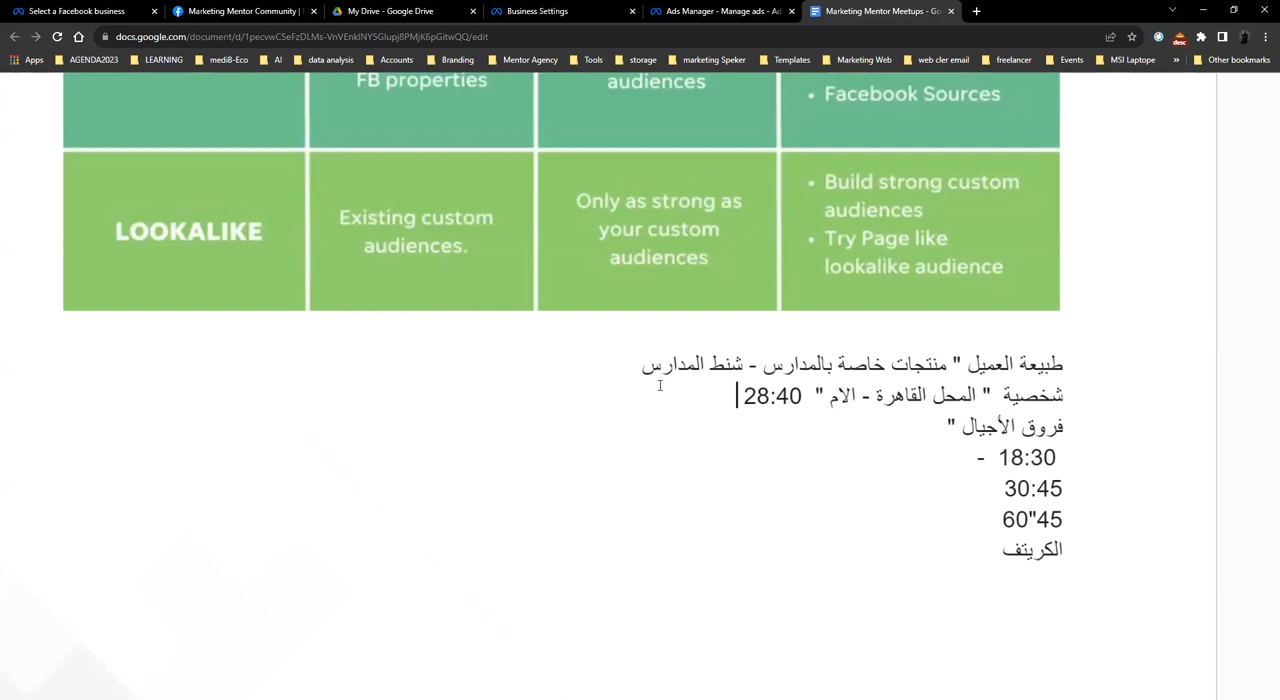 Select a Facebook business
Marketing Mentor Community |
My Drive - Google Drive
Business Settings
Ads Manager - Manage ads - Ad
Marketing Mentor Meetups - Go
docs.google.com/document/d/1pecvwC5eFzDLMs-VnVEnklNY5Glupj8PMjK6pGitwQQ/edit
Apps
AGENDA2023
LEARNING
medi8-Eco
AI
data analysis
Accounts
Branding
Mentor Agency
Tools
storage
marketing Speker
Templates
Marketing Web
web cler email
freelancer
Events
MSI Laptope
»
Other bookmarks
FB properties
audiences
• Facebook Sources
LOOKALIKE
Existing custom
audiences.
Only as strong as
your custom
audiences
• Build strong custom
audiences
• Try Page like
lookalike audience
طبيعة العميل " منتجات خاصة بالمدارس - شنط المدارس
شخصية " المحل القاهرة - الام " 28:40
فروق الأجيال "
18:30 -
30:45
60"45
الكريتف
desc